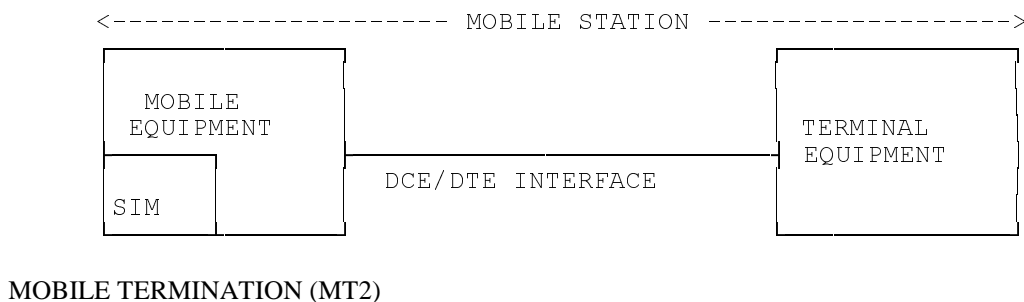 <--------------------- MOBILE STATION ------------------->
MOBILE
EQUIPMENT
TERMINAL
EQUIPMENT
DCE/DTE INTERFACE
SIM
MOBILE TERMINATION (MT2)